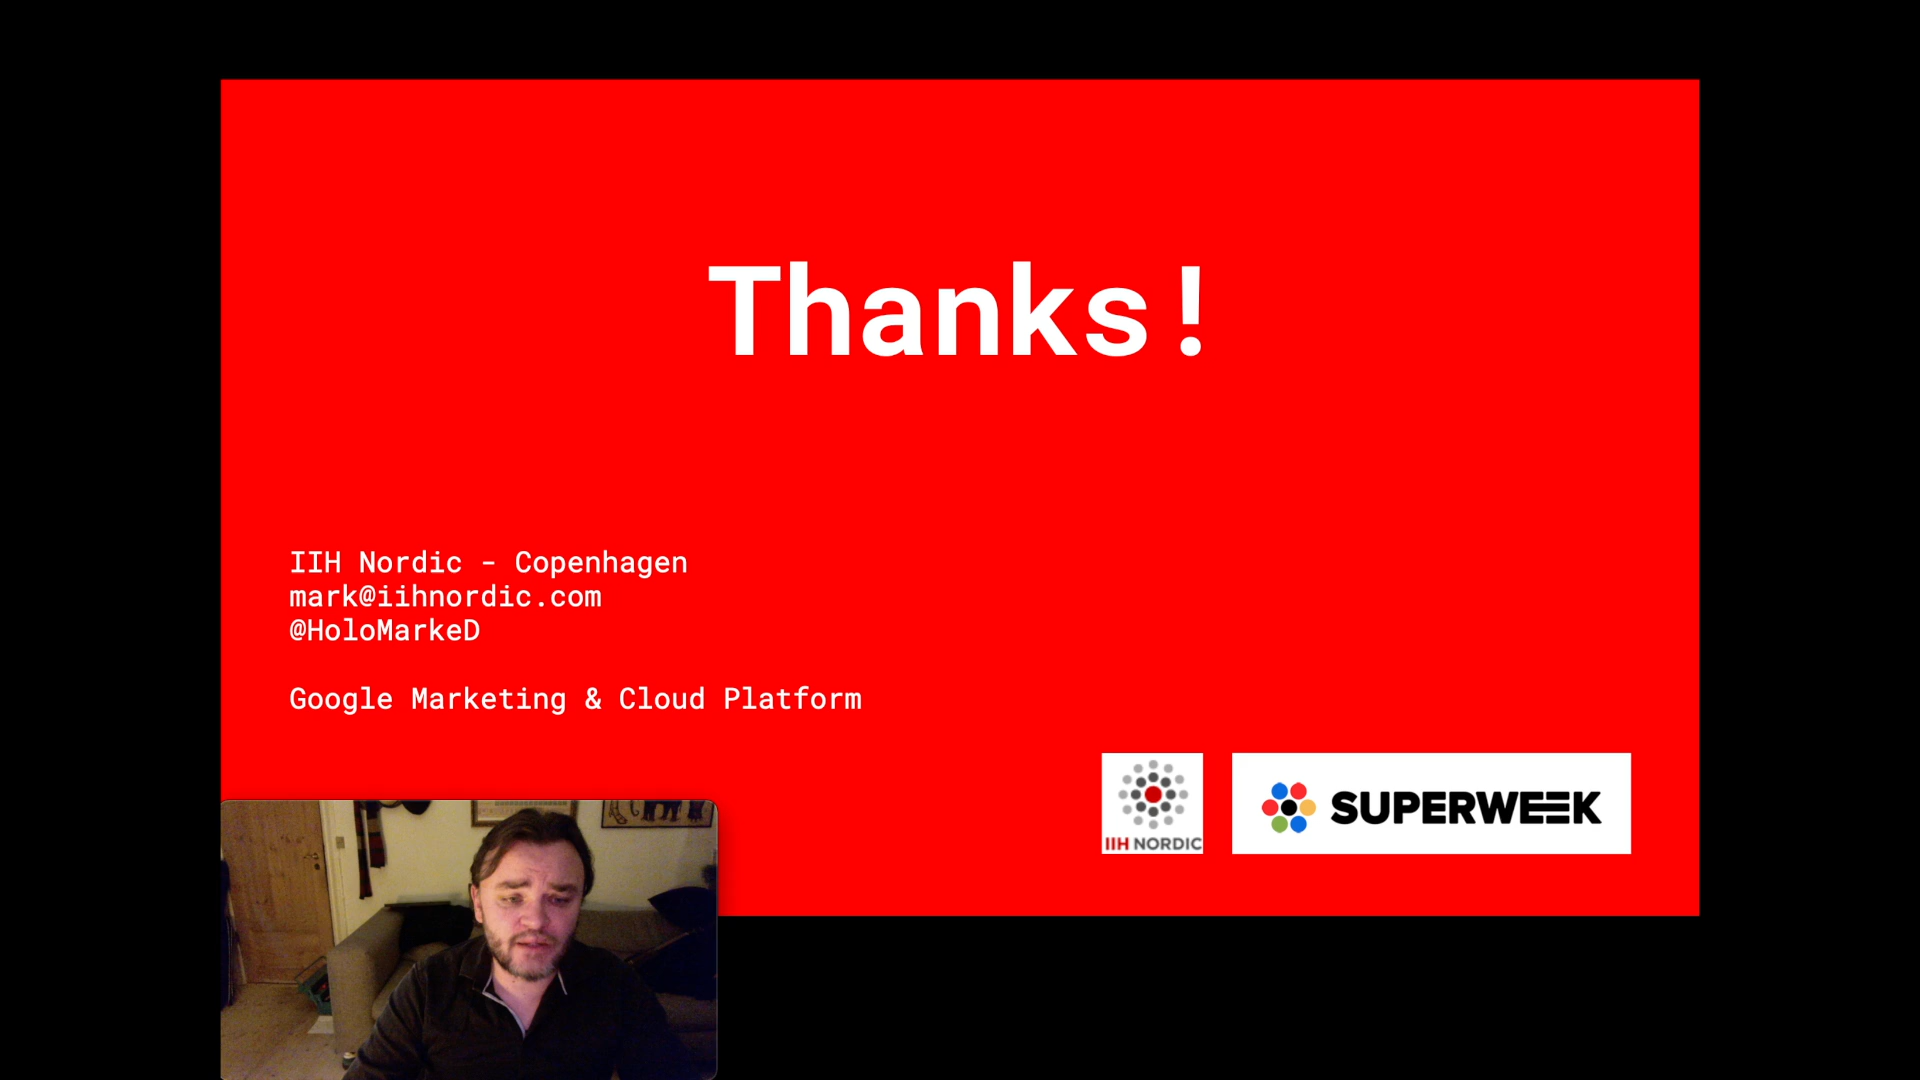 Thanks!
IIH Nordic - Copenhagen
mark@iihnordic.com
@HoloMarkeD
Google Marketing & Cloud Platform
IIH NORDIC
SUPERWEEK